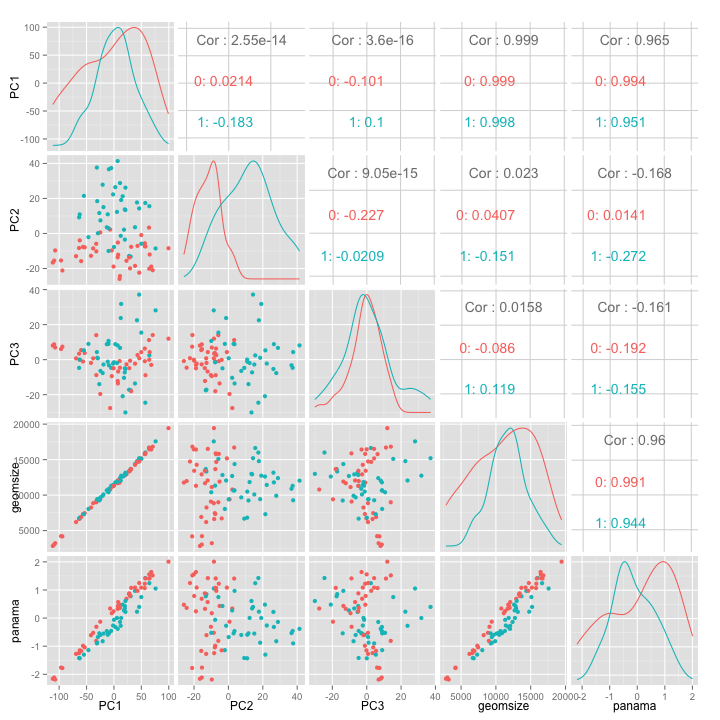 100
50
0
-50
-100
PC1
Cor : 2.55e-14
0: 0.0214
1: -0.183
Cor : 3.6e-16
0: -0.101
1: 0.1
Cor : 0.999
0: 0.999
1: 0.998
Cor : 0.965
0: 0.994
1: 0.951
40
20
0
-20
PC2
Cor : 9.05e-15
0: -0.227
1: -0.0209
Cor : 0.023
0: 0.0407
1: -0.151
Cor : -0.168
0: 0.0141
1: -0.272
40
20
0
-20
PC3
Cor : 0.0158
0: -0.086
1: 0.119
Cor : -0.161
0: -0.192
1: -0.155
20000
15000
10000
5000
geomsize
Cor : 0.96
0: 0.991
1: 0.944
2
1
0
-1
-2
panama
-100 -50 0 50 100
PC1
-20 0 20 40
PC2
-20 0 20 40
PC3
5000 10000 15000 20000
geomsize
-2 -1 0 1 2
panama